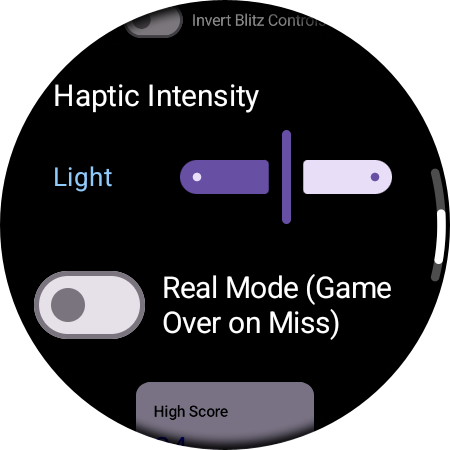 Invert Blitz Controls
Haptic Intensity
Light
Real Mode (Game
Over on Miss)
High Score